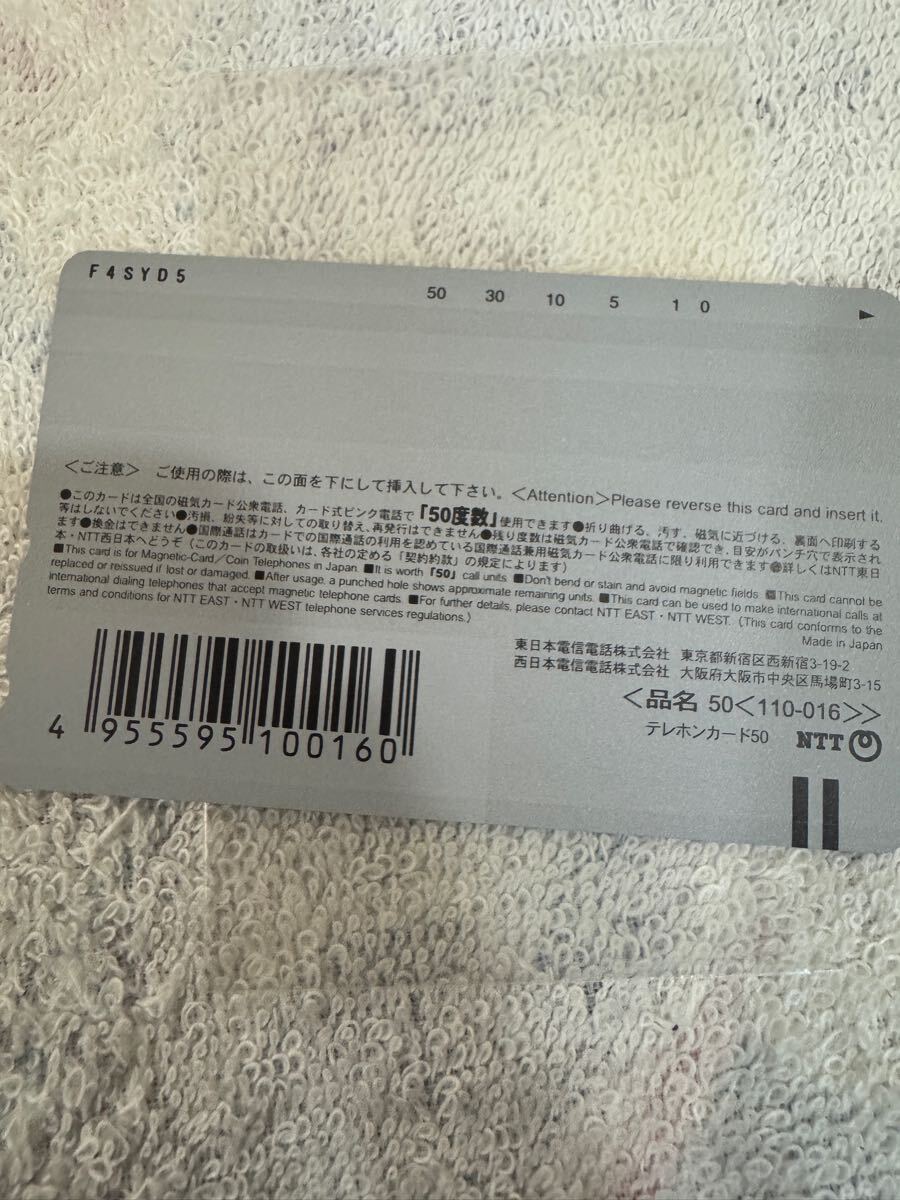 F4SYD5
50 30 10 5 1 0
＜ご注意＞ ご使用の際は、この面を下にして挿入して下さい。＜Attention＞Please reverse this card and insert it.
●このカードは全国の磁気カード公衆電話、カード式ピンク電話で「50度数」使用できます●折り曲げる、汚す、磁気に近づける、裏面へ印刷する
等はしないでください●汚損、紛失等に対しての取り替え、再発行はできません●残り度数は磁気カード公衆電話で確認でき、目安がパンチ穴で表示され
ます●換金はできません●国際通話はカードでの国際通話の利用を認めている国際通話兼用磁気カード公衆電話に限り利用できます●詳しくはNTT東日
本・NTT西日本へどうぞ（このカードの取扱いは、各社の定める「契約約款」の規定によります）
■This card is for Magnetic-Card/Coin Telephones in Japan. ■It is worth「50」call units. ■Don't bend or stain and avoid magnetic fields. ■This card cannot be
replaced or reissued if lost or damaged. ■After usage, a punched hole shows approximate remaining units. ■This card can be used to make international calls at
international dialing telephones that accept magnetic telephone cards. ■For further details, please contact NTT EAST・NTT WEST. (This card conforms to the
terms and conditions for NTT EAST・NTT WEST telephone services regulations.)
Made in Japan
東日本電信電話株式会社 東京都新宿区西新宿3-19-2
西日本電信電話株式会社 大阪府大阪市中央区馬場町3-15
＜品名 50＜110-016＞＞
テレホンカード50 NTT
4 955595 100160